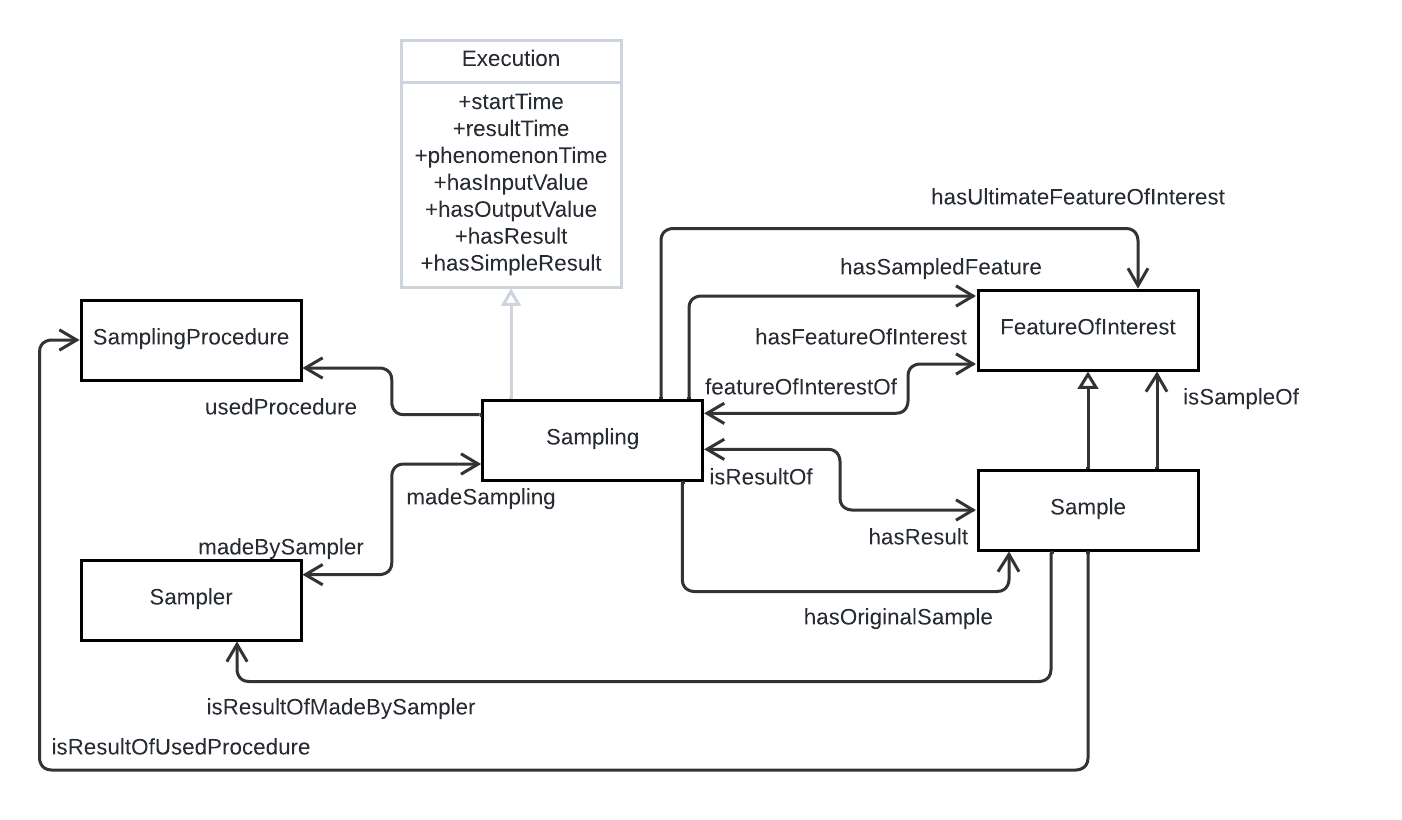 Execution
+startTime
+resultTime
+phenomenonTime
+hasInputValue
+hasOutputValue
+hasResult
+hasSimpleResult
hasUltimateFeatureOfInterest
hasSampledFeature
SamplingProcedure
FeatureOfInterest
hasFeatureOfInterest
featureOfInterestOf
isSampleOf
usedProcedure
Sampling
isResultOf
madeSampling
Sample
hasResult
madeBySampler
Sampler
hasOriginalSample
isResultOfMadeBySampler
isResultOfUsedProcedure